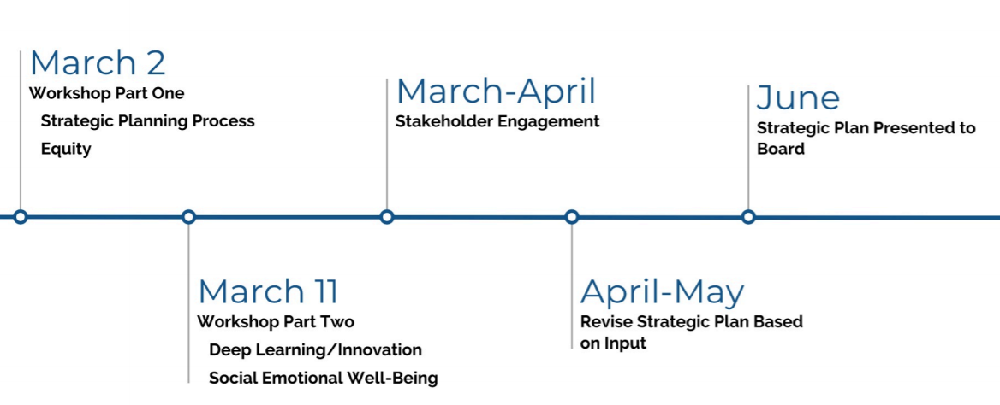 March 2
Workshop Part One
Strategic Planning Process
Equity
March 11
Workshop Part Two
Deep Learning/Innovation
Social Emotional Well-Being
March-April
Stakeholder Engagement
April-May
Revise Strategic Plan Based
on Input
June
Strategic Plan Presented to
Board